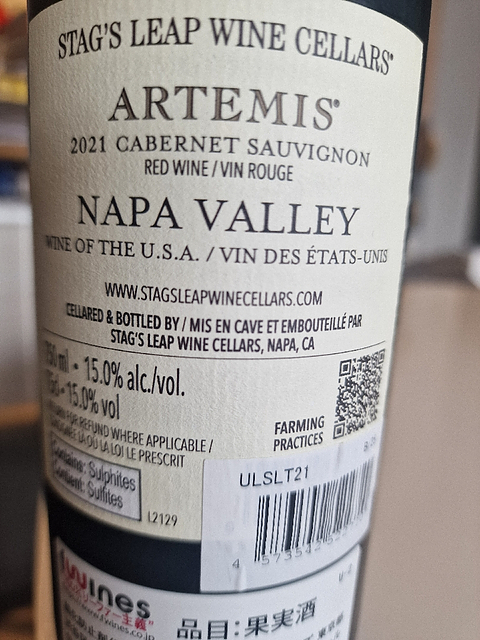 STAG'S LEAP WINE CELLARS®
ARTEMIS®
2021 CABERNET SAUVIGNON
RED WINE / VIN ROUGE
NAPA VALLEY
WINE OF THE U.S.A. / VIN DES ÉTATS-UNIS
WWW.STAGSLEAPWINECELLARS.COM
CELLARED & BOTTLED BY / MIS EN CAVE ET EMBOUTEILLÉ PAR
STAG'S LEAP WINE CELLARS, NAPA, CA
750 ml - 15.0% alc./vol.
15.0% vol
FOR REFUND WHERE APPLICABLE /
LÀ OÙ LA LOI LE PRESCRIT
FARMING
PRACTICES
Contains: Sulphites
Contient: Sulfites
L2129
ULSLT21
wines
品目:果実酒